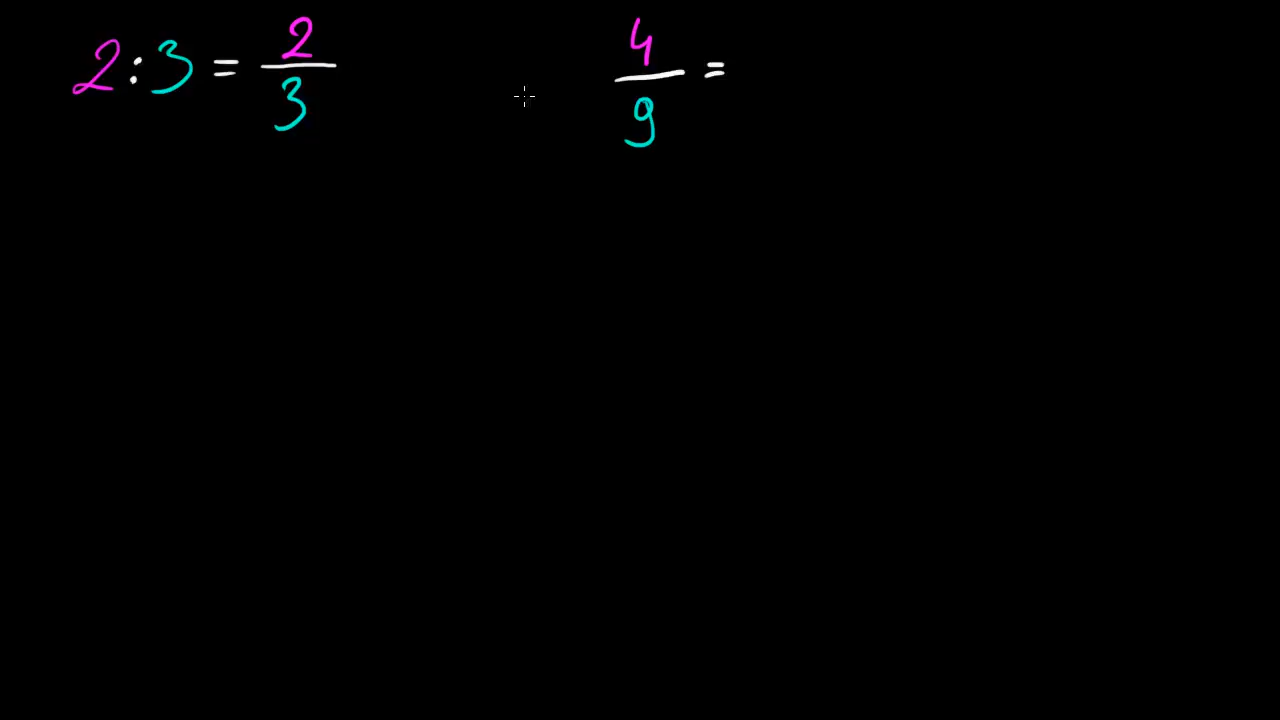 2:3 = 2/3
4/9 =